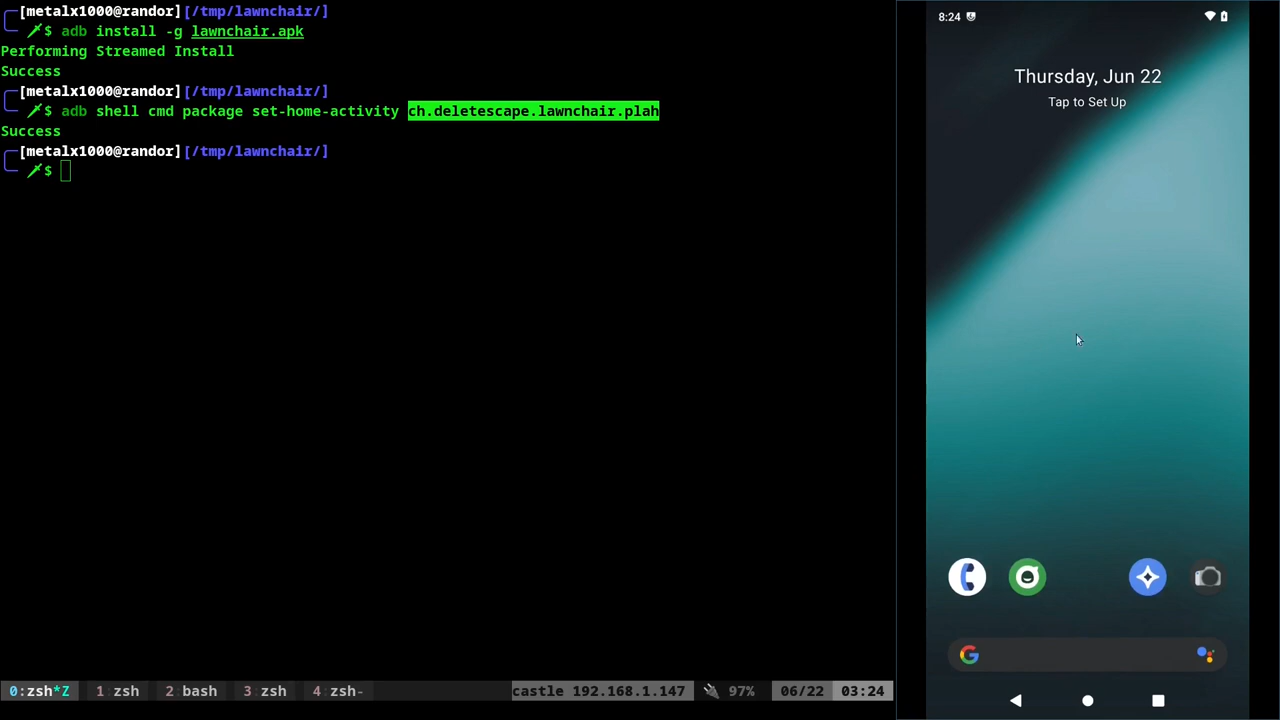 [metalx1000@randor][/tmp/lawnchair/]
$ adb install -g lawnchair.apk
Performing Streamed Install
Success
[metalx1000@randor][/tmp/lawnchair/]
$ adb shell cmd package set-home-activity ch.deletescape.lawnchair.plah
Success
[metalx1000@randor][/tmp/lawnchair/]
$
0:zsh*Z 1 zsh 2 bash 3 zsh 4 zsh- castle 192.168.1.147 97% 06/22 03:24
8:24
Thursday, Jun 22
Tap to Set Up